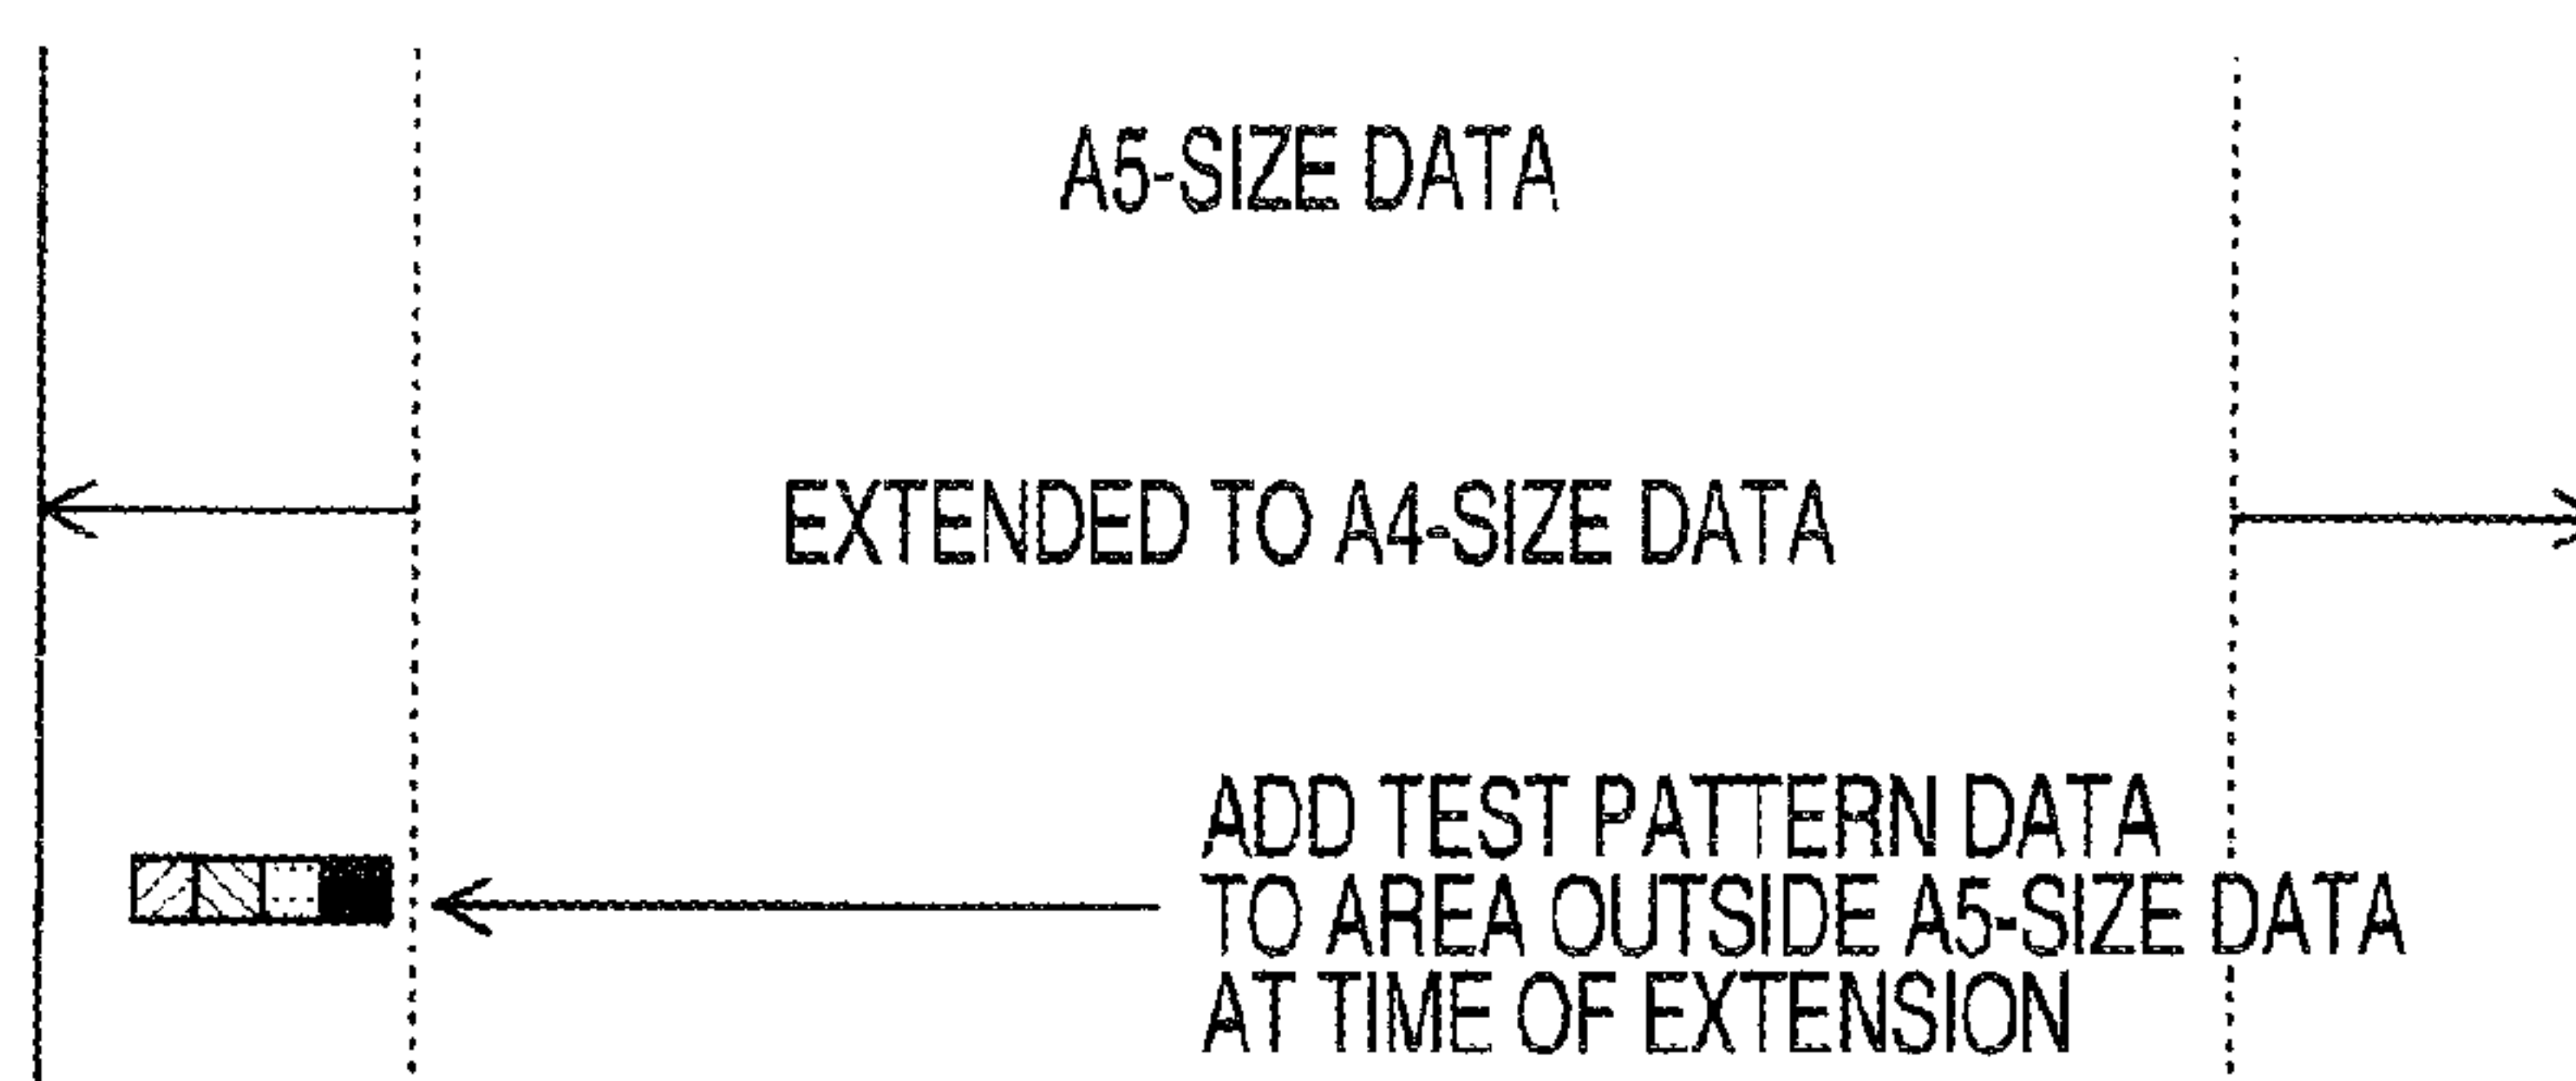 A5-SIZE DATA
EXTENDED TO A4-SIZE DATA
ADD TEST PATTERN DATA
TO AREA OUTSIDE A5-SIZE DATA
AT TIME OF EXTENSION